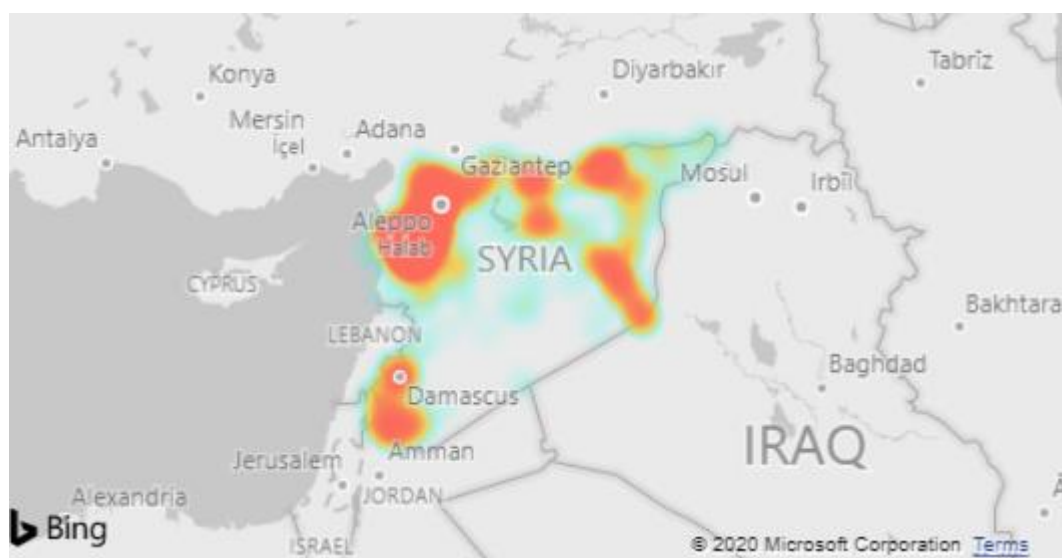 Konya
Diyarbakır
Tabriz
Antalya
Mersin
İçel
Adana
Gaziantep
Mosul
Irbil
Aleppo
Halab
SYRIA
CYPRUS
LEBANON
Bakhtara
Damascus
Baghdad
Jerusalem
Amman
IRAQ
JORDAN
Alexandria
Bing
ISRAEL
© 2020 Microsoft Corporation Terms